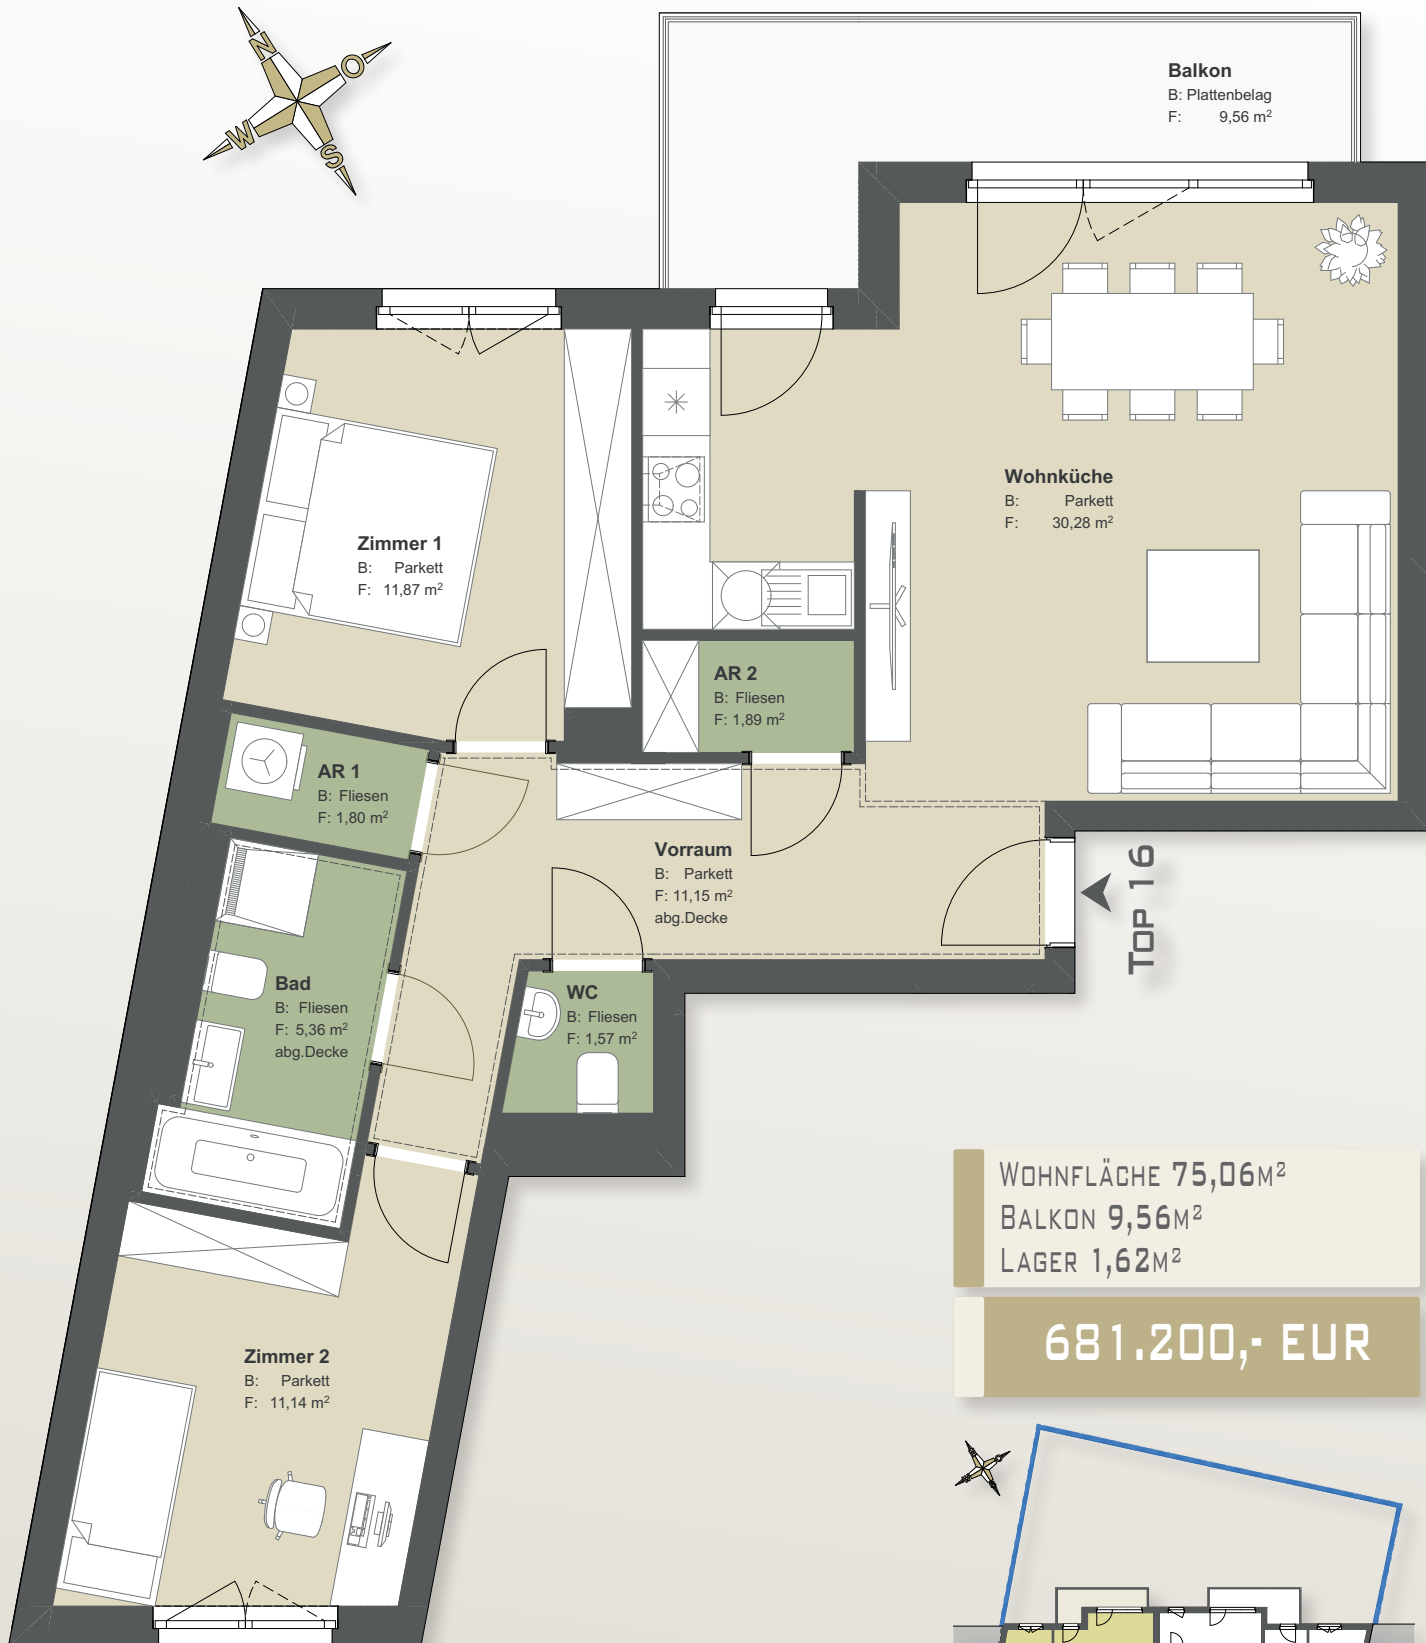 N
O
W
S
Balkon
B: Plattenbelag
F: 9,56 m²
Wohnküche
B: Parkett
F: 30,28 m²
Zimmer 1
B: Parkett
F: 11,87 m²
AR 2
B: Fliesen
F: 1,89 m²
AR 1
B: Fliesen
F: 1,80 m²
Vorraum
B: Parkett
F: 11,15 m²
abg.Decke
TOP 16
Bad
B: Fliesen
F: 5,36 m²
abg.Decke
WC
B: Fliesen
F: 1,57 m²
WOHNFLÄCHE 75,06M²
BALKON 9,56M²
LAGER 1,62M²
681.200,- EUR
Zimmer 2
B: Parkett
F: 11,14 m²